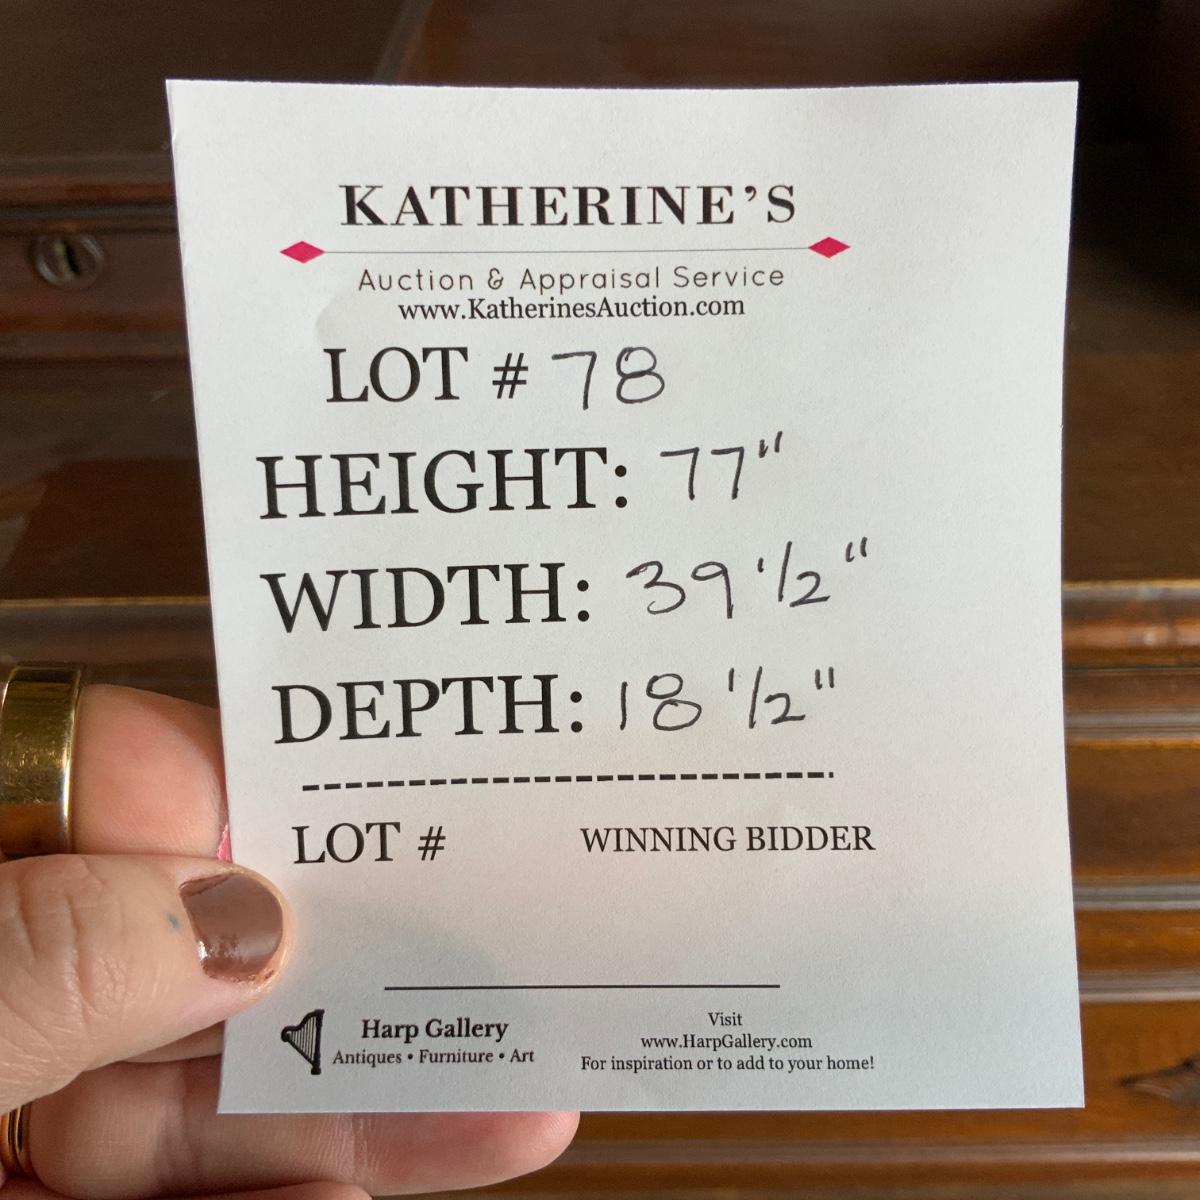 KATHERINE'S
Auction & Appraisal Service
www.KatherinesAuction.com
LOT # 78
HEIGHT: 77"
WIDTH: 39 1/2"
DEPTH: 18 1/2"
LOT # WINNING BIDDER
Harp Gallery
Antiques • Furniture • Art
Visit
www.HarpGallery.com
For inspiration or to add to your home!